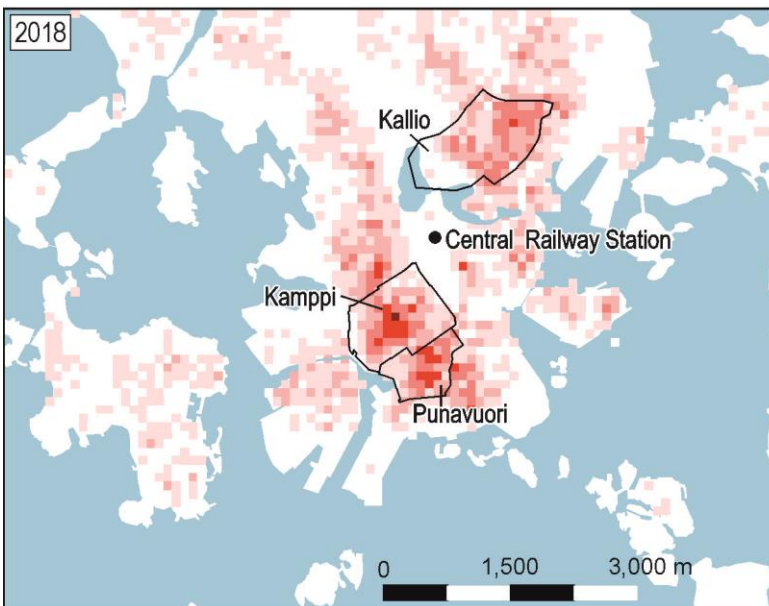 2018
Kallio
Central Railway Station
Kamppi
Punavuori
0 1,500 3,000 m